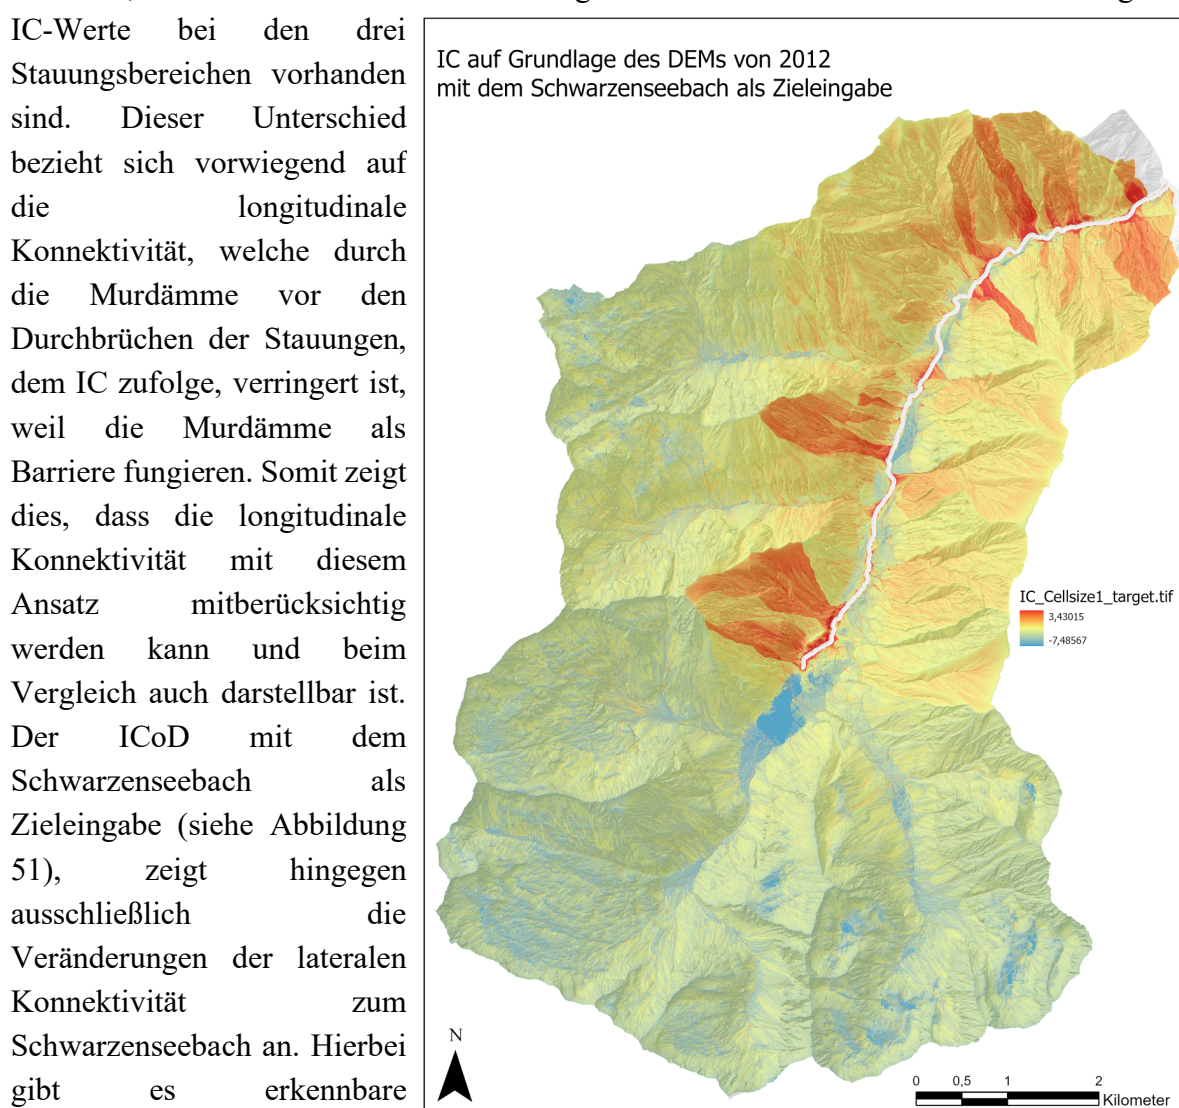 IC-Werte bei den drei
Stauungsbereichen vorhanden
sind. Dieser Unterschied
bezieht sich vorwiegend auf
die longitudinale
Konnektivität, welche durch
die Murdämme vor den
Durchbrüchen der Stauungen,
dem IC zufolge, verringert ist,
weil die Murdämme als
Barriere fungieren. Somit zeigt
dies, dass die longitudinale
Konnektivität mit diesem
Ansatz mitberücksichtig
werden kann und beim
Vergleich auch darstellbar ist.
Der ICoD mit dem
Schwarzenseebach als
Zieleingabe (siehe Abbildung
51), zeigt hingegen
ausschließlich die
Veränderungen der lateralen
Konnektivität zum
Schwarzenseebach an. Hierbei
gibt es erkennbare
IC auf Grundlage des DEMs von 2012
mit dem Schwarzenseebach als Zieleingabe
IC_Cellsize1_target.tif
3,43015
-7,48567
N
0 0,5 1 2
Kilometer